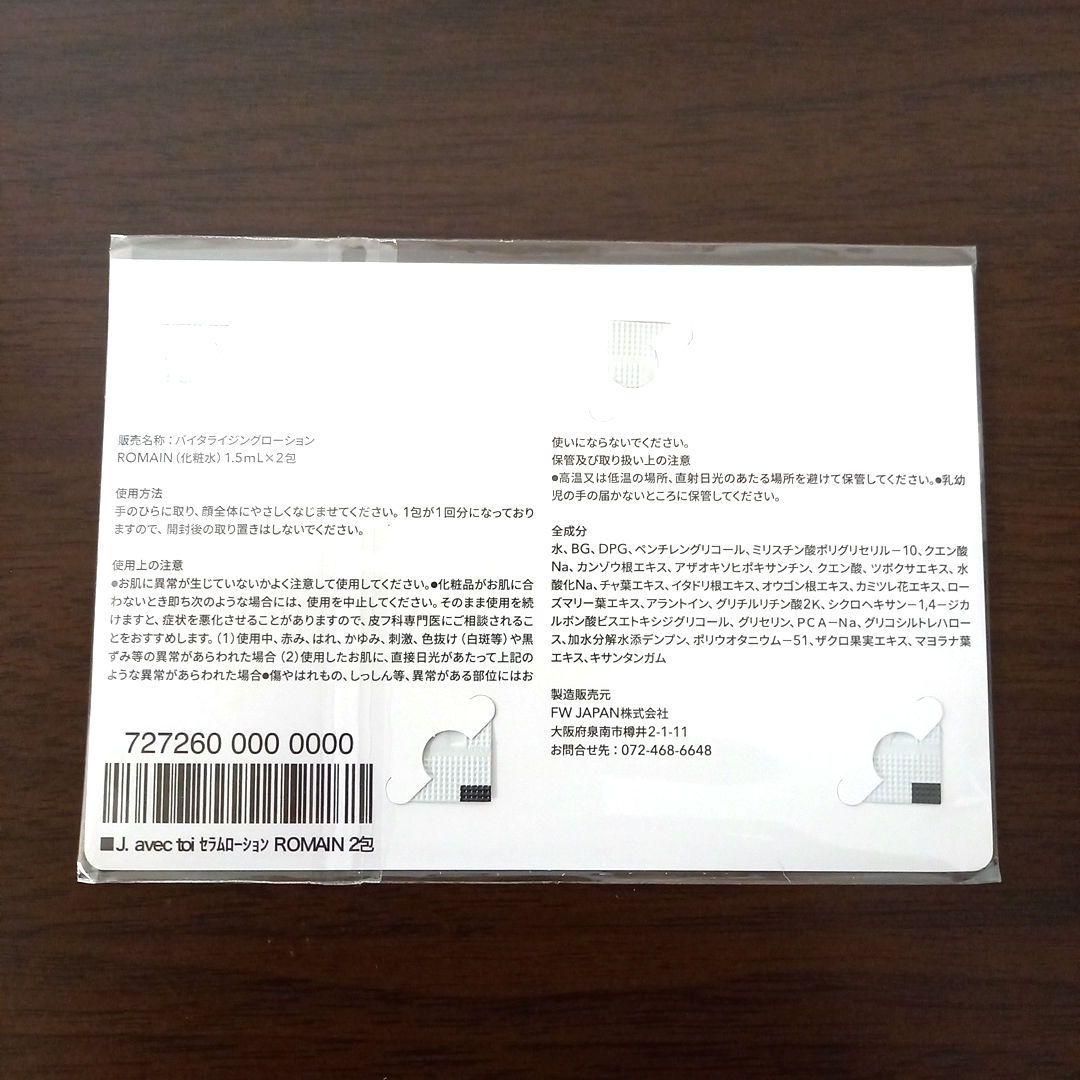 販売名称：バイタライジングローション
ROMAIN（化粧水）1.5mL×2包
使用方法
手のひらに取り、顔全体にやさしくなじませてください。1包が1回分になっており
ますので、開封後の取り置きはしないでください。
使用上の注意
●お肌に異常が生じていないかよく注意して使用してください。●化粧品がお肌に合
わないとき即ち次のような場合には、使用を中止してください。そのまま使用を続
けますと、症状を悪化させることがありますので、皮フ科専門医にご相談されるこ
とをおすすめします。（1）使用中、赤み、はれ、かゆみ、刺激、色抜け（白斑等）や黒
ずみ等の異常があらわれた場合（2）使用したお肌に、直接日光があたって上記の
ような異常があらわれた場合●傷やはれもの、しっしん等、異常がある部位にはお
727260 000 0000
■J. avec toi セラムローション ROMAIN 2包
使いにならないでください。
保管及び取り扱い上の注意
●高温又は低温の場所、直射日光のあたる場所を避けて保管してください。●乳幼
児の手の届かないところに保管してください。
全成分
水、BG、DPG、ペンチレングリコール、ミリスチン酸ポリグリセリル－10、クエン酸
Na、カンゾウ根エキス、アザオキソヒポキサンチン、クエン酸、ツボクサエキス、水
酸化Na、チャ葉エキス、イタドリ根エキス、オウゴン根エキス、カミツレ花エキス、ロー
ズマリー葉エキス、アラントイン、グリチルリチン酸2K、シクロヘキサン－1,4－ジカ
ルボン酸ビスエトキシジグリコール、グリセリン、PCA－Na、グリコシルトレハロー
ス、加水分解水添デンプン、ポリクオタニウム－51、ザクロ果実エキス、マヨラナ葉
エキス、キサンタンガム
製造販売元
FW JAPAN株式会社
大阪府泉南市樽井2-1-11
お問合せ先：072-468-6648